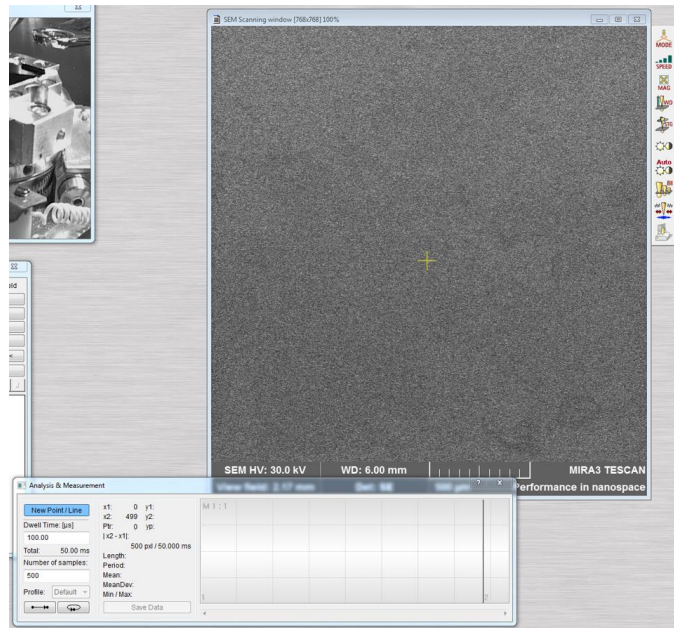 SEM Scanning window [768x768] 100%
MODE
SPEED
MAG
WD
STG
Auto
SEM HV: 30.0 kV
WD: 6.00 mm
MIRA3 TESCAN
View field: 2.17 mm
Det: SE
500 µm
Performance in nanospace
Analysis & Measurement
New Point / Line
Dwell Time: [µs]
100.00
Total: 50.00 ms
Number of samples:
500
Profile: Default
x1: 0 y1:
x2: 499 y2:
Ptr: 0 yp:
| x2 - x1|:
500 pxl / 50.000 ms
Length:
Period:
Mean:
MeanDev:
Min / Max:
Save Data
M 1 : 1
1
2